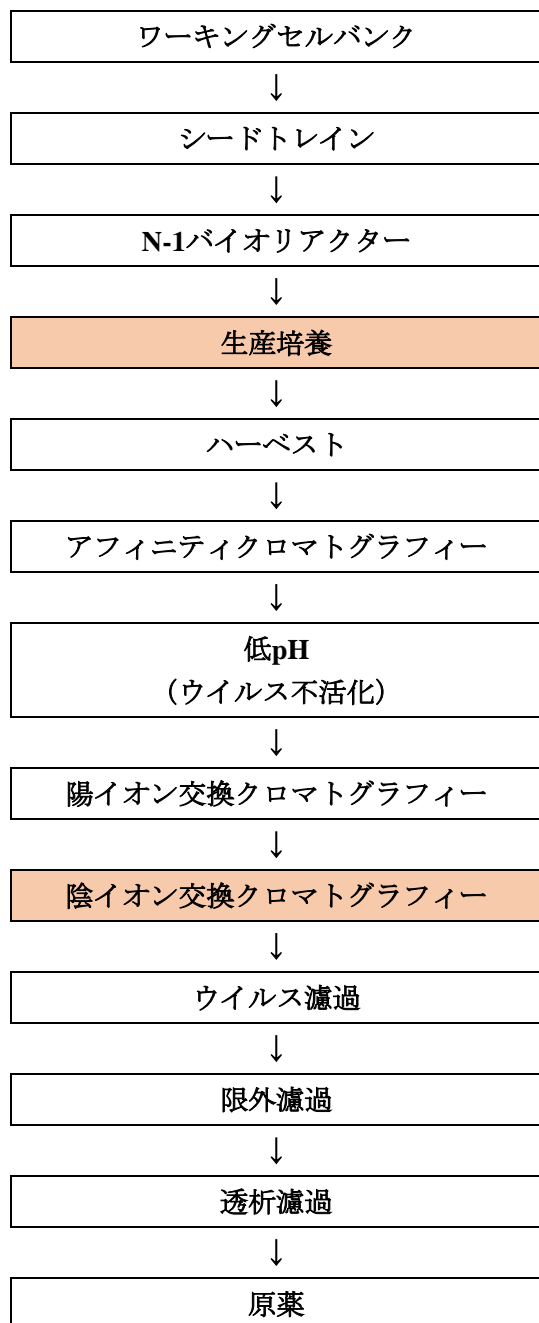 ワーキングセルバンク
↓
シードトレイン
↓
N-1バイオリアクター
↓
生産培養
↓
ハーベスト
↓
アフィニティクロマトグラフィー
↓
低pH
（ウイルス不活化）
↓
陽イオン交換クロマトグラフィー
↓
陰イオン交換クロマトグラフィー
↓
ウイルス濾過
↓
限外濾過
↓
透析濾過
↓
原薬